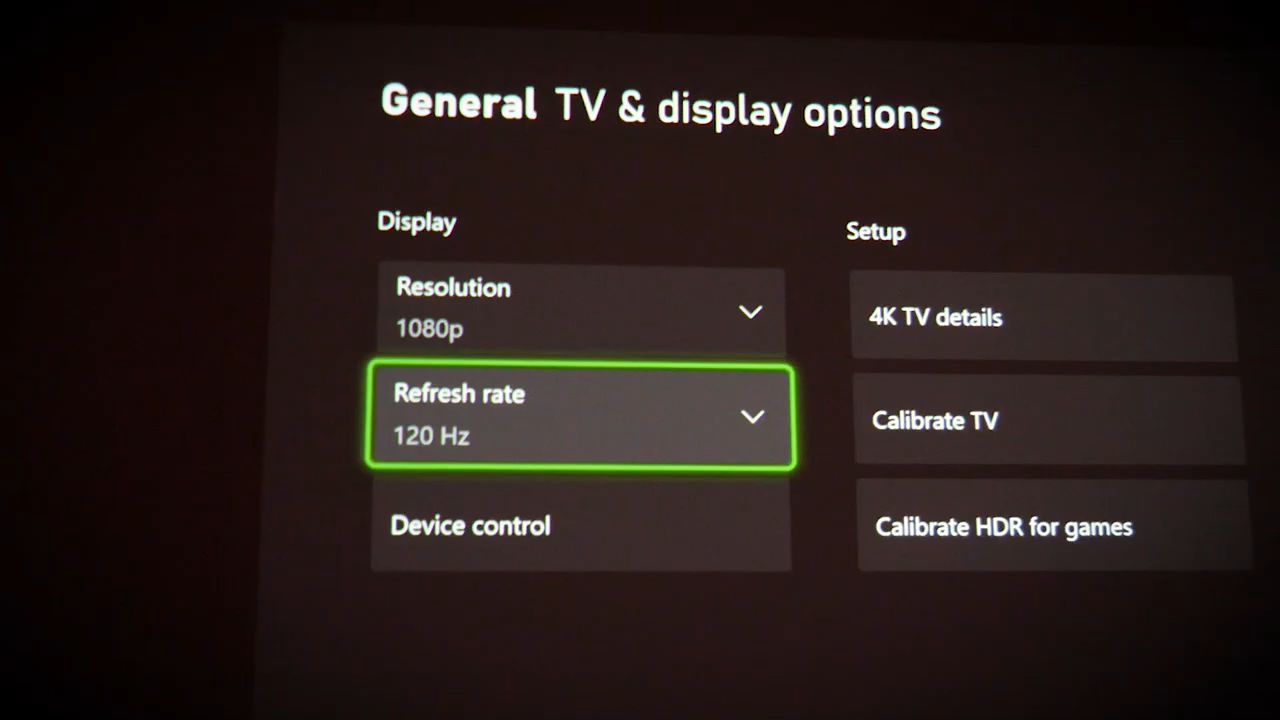 General TV & display options
Display
Resolution
1080p
Refresh rate
120 Hz
Device control
Setup
4K TV details
Calibrate TV
Calibrate HDR for games